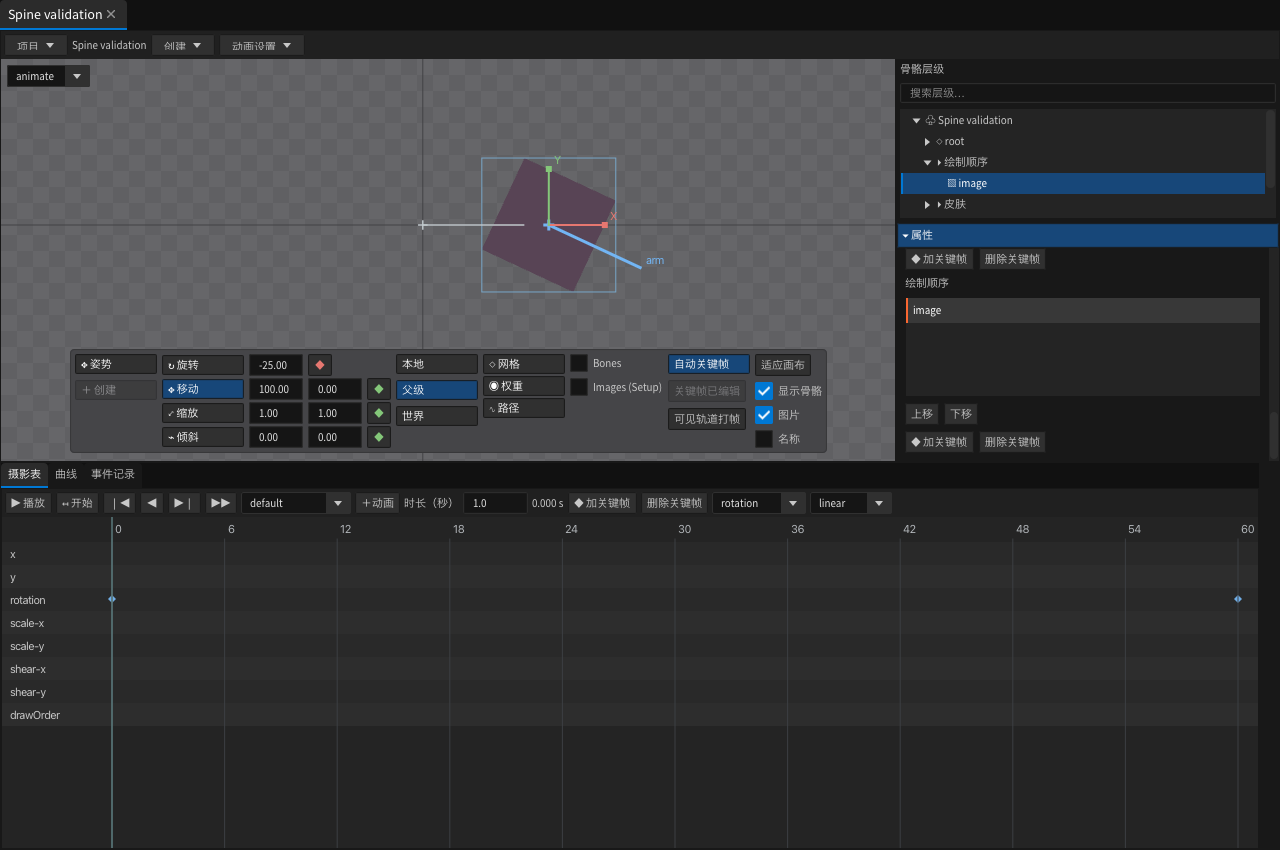 Spine validation
项目
Spine validation
创建
动画设置
animate
骨骼层级
搜索层级...
Spine validation
root
绘制顺序
image
皮肤
属性
加关键帧 删除关键帧
绘制顺序
image
上移 下移
加关键帧 删除关键帧
Y
X
arm
姿势 旋转 -25.00 本地 网格 Bones 自动关键帧 适应画布
+ 创建 移动 100.00 0.00 父级 权重 Images (Setup) 关键帧已编辑 显示骨骼
缩放 1.00 1.00 世界 路径 可见轨道打帧 图片
倾斜 0.00 0.00 名称
摄影表 曲线 事件记录
播放 开始 default +动画 时长（秒） 1.0 0.000 s 加关键帧 删除关键帧 rotation linear
0 6 12 18 24 30 36 42 48 54 60
x
y
rotation
scale-x
scale-y
shear-x
shear-y
drawOrder